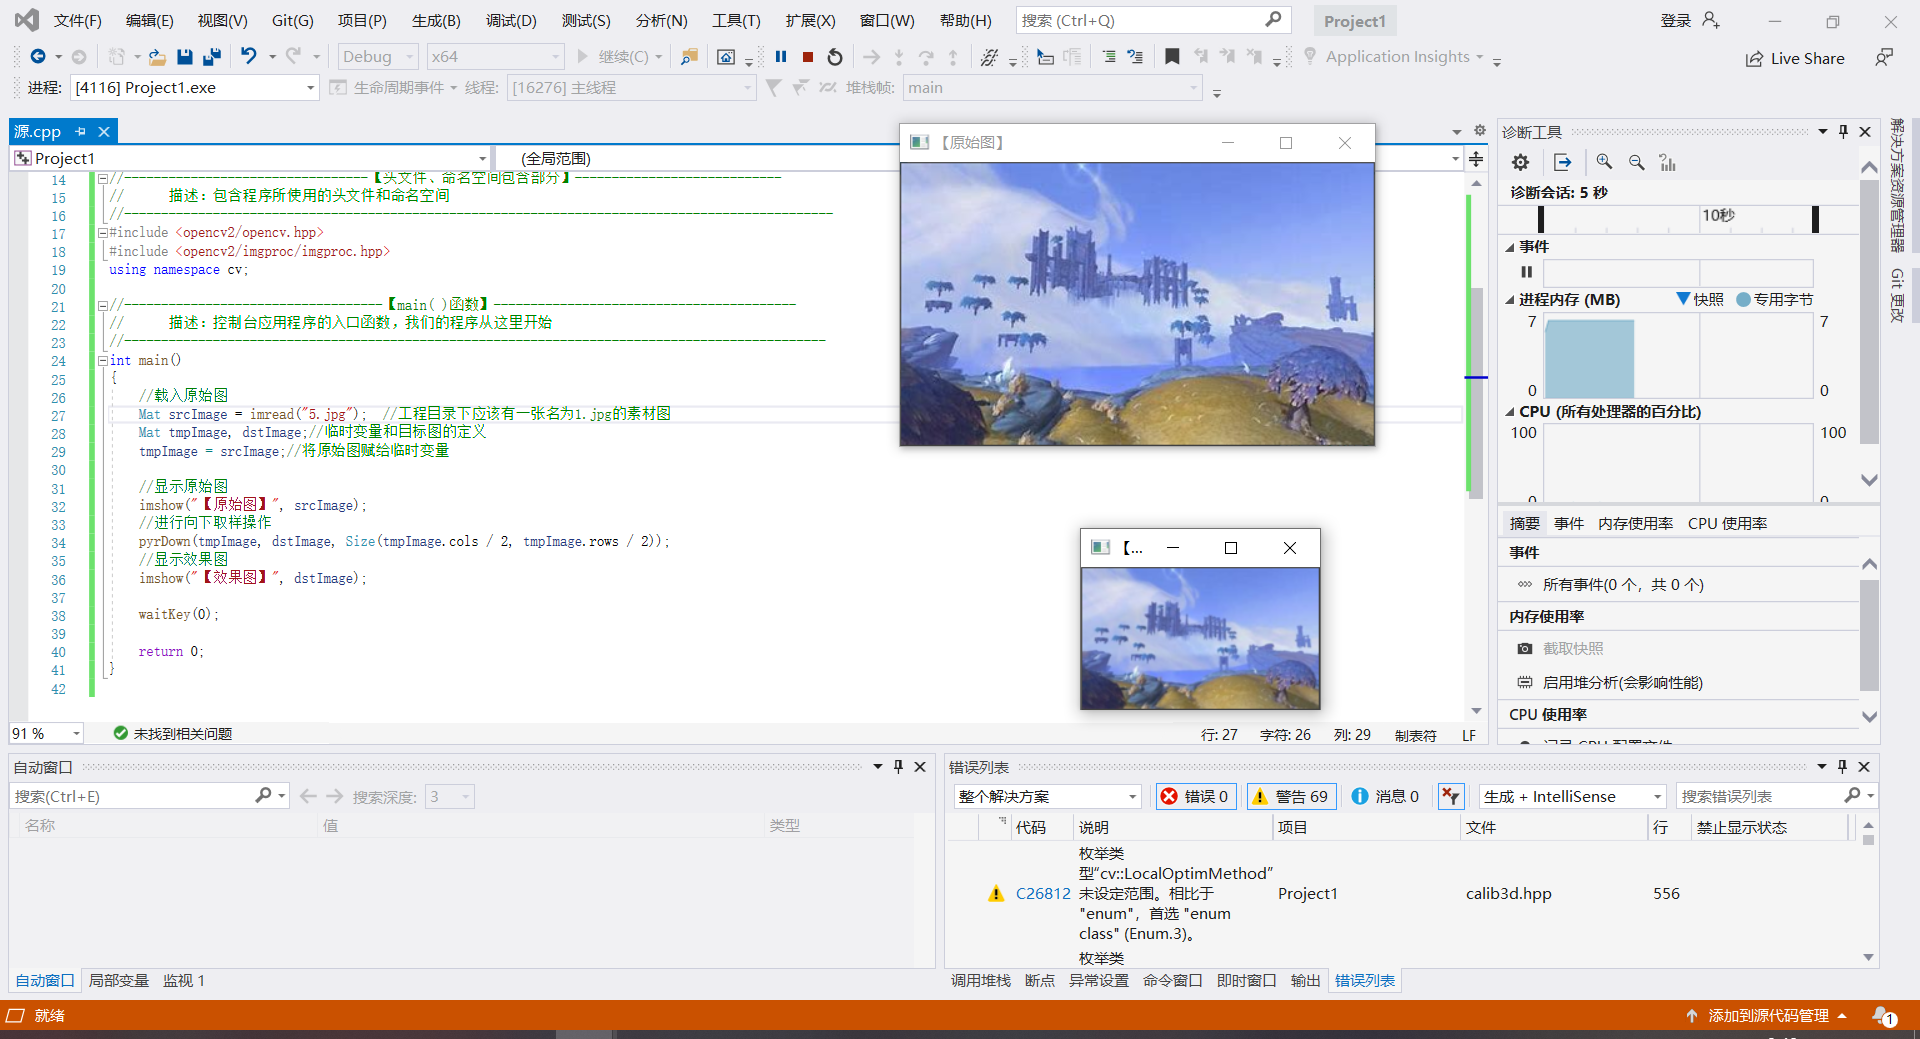 文件(F) 编辑(E) 视图(V) Git(G) 项目(P) 生成(B) 调试(D) 测试(S) 分析(N) 工具(T) 扩展(X) 窗口(W) 帮助(H) 搜索 (Ctrl+Q) Project1 登录
Debug x64 继续(C) Application Insights Live Share
进程: [4116] Project1.exe 生命周期事件 线程: [16276] 主线程 堆栈帧: main
源.cpp
Project1 (全局范围)
14 //---------------------------------【头文件、命名空间包含部分】----------------------------
15 // 描述：包含程序所使用的头文件和命名空间
16 //------------------------------------------------------------------------------------------------
17 #include <opencv2/opencv.hpp>
18 #include <opencv2/imgproc/imgproc.hpp>
19 using namespace cv;
20
21 //-----------------------------------【main( )函数】-----------------------------------------
22 // 描述：控制台应用程序的入口函数，我们的程序从这里开始
23 //-----------------------------------------------------------------------------------------------
24 int main()
25 {
26 //载入原始图
27 Mat srcImage = imread("5.jpg"); //工程目录下应该有一张名为1.jpg的素材图
28 Mat tmpImage, dstImage;//临时变量和目标图的定义
29 tmpImage = srcImage;//将原始图赋给临时变量
30
31 //显示原始图
32 imshow("【原始图】", srcImage);
33 //进行向下取样操作
34 pyrDown(tmpImage, dstImage, Size(tmpImage.cols / 2, tmpImage.rows / 2));
35 //显示效果图
36 imshow("【效果图】", dstImage);
37
38 waitKey(0);
39
40 return 0;
41 }
42
【原始图】
【...
91 % 未找到相关问题 行: 27 字符: 26 列: 29 制表符 LF
诊断工具
诊断会话: 5 秒
10秒
事件
进程内存 (MB) 快照 专用字节
7 7
0 0
CPU (所有处理器的百分比)
100 100
0 0
摘要 事件 内存使用率 CPU 使用率
事件
所有事件(0 个，共 0 个)
内存使用率
截取快照
启用堆分析(会影响性能)
CPU 使用率
记录 CPU 配置文件
解决方案资源管理器
Git 更改
自动窗口
搜索(Ctrl+E) 搜索深度: 3
名称 值 类型
自动窗口 局部变量 监视 1
错误列表
整个解决方案 错误 0 警告 69 消息 0 生成 + IntelliSense 搜索错误列表
代码 说明 项目 文件 行 禁止显示状态
枚举类
型“cv::LocalOptimMethod”
C26812 未设定范围。相比于 Project1 calib3d.hpp 556
"enum"，首选 "enum
class" (Enum.3)。
枚举类
调用堆栈 断点 异常设置 命令窗口 即时窗口 输出 错误列表
就绪 添加到源代码管理 1